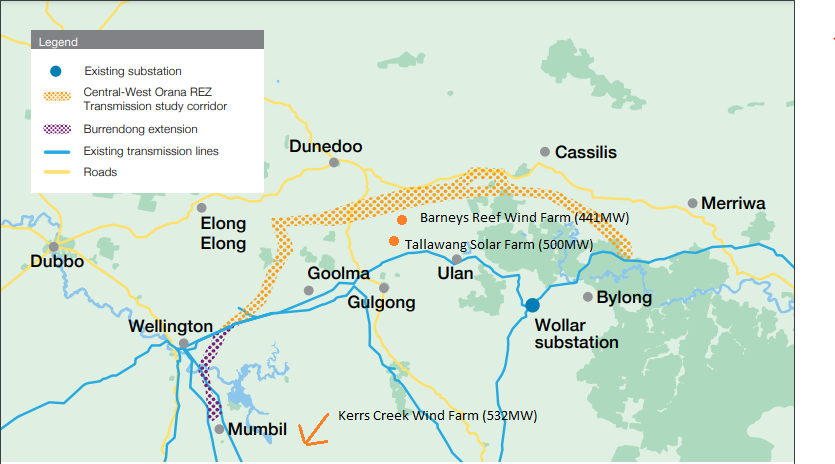 Legend
Existing substation
Central-West Orana REZ
Transmission study corridor
Burrendong extension
Existing transmission lines
Roads
Dunedoo
Cassilis
Merriwa
Barneys Reef Wind Farm (441MW)
Elong
Elong
Tallawang Solar Farm (500MW)
Dubbo
Goolma
Ulan
Gulgong
Bylong
Wellington
Wollar
substation
Kerrs Creek Wind Farm (532MW)
Mumbil